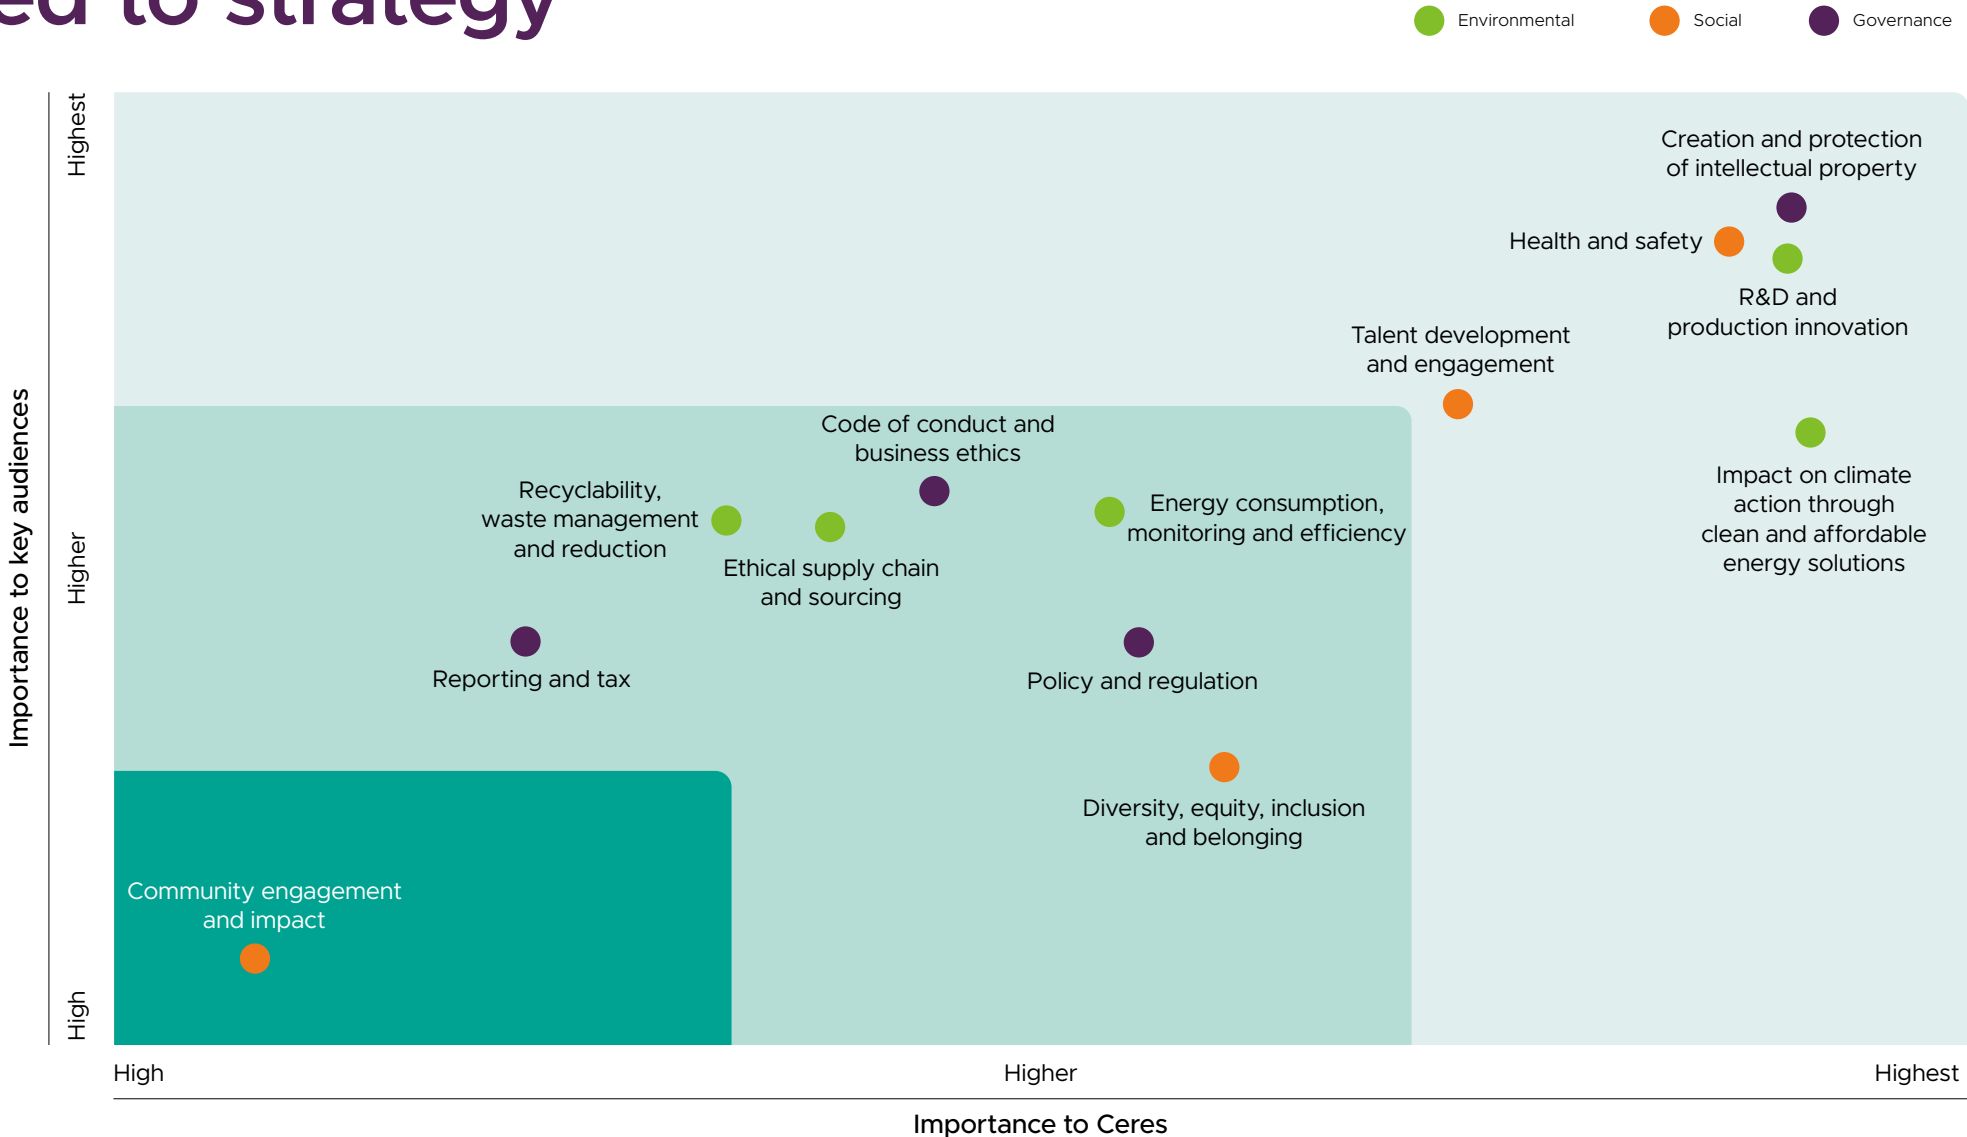 ed to strategy
Environmental
Social
Governance
Highest
Creation and protection
of intellectual property
Health and safety
R&D and
production innovation
Talent development
and engagement
Impact on climate
action through
clean and affordable
energy solutions
Importance to key audiences
Higher
Code of conduct and
business ethics
Recyclability,
waste management
and reduction
Ethical supply chain
and sourcing
Energy consumption,
monitoring and efficiency
Reporting and tax
Policy and regulation
Diversity, equity, inclusion
and belonging
Community engagement
and impact
High
High
Higher
Highest
Importance to Ceres